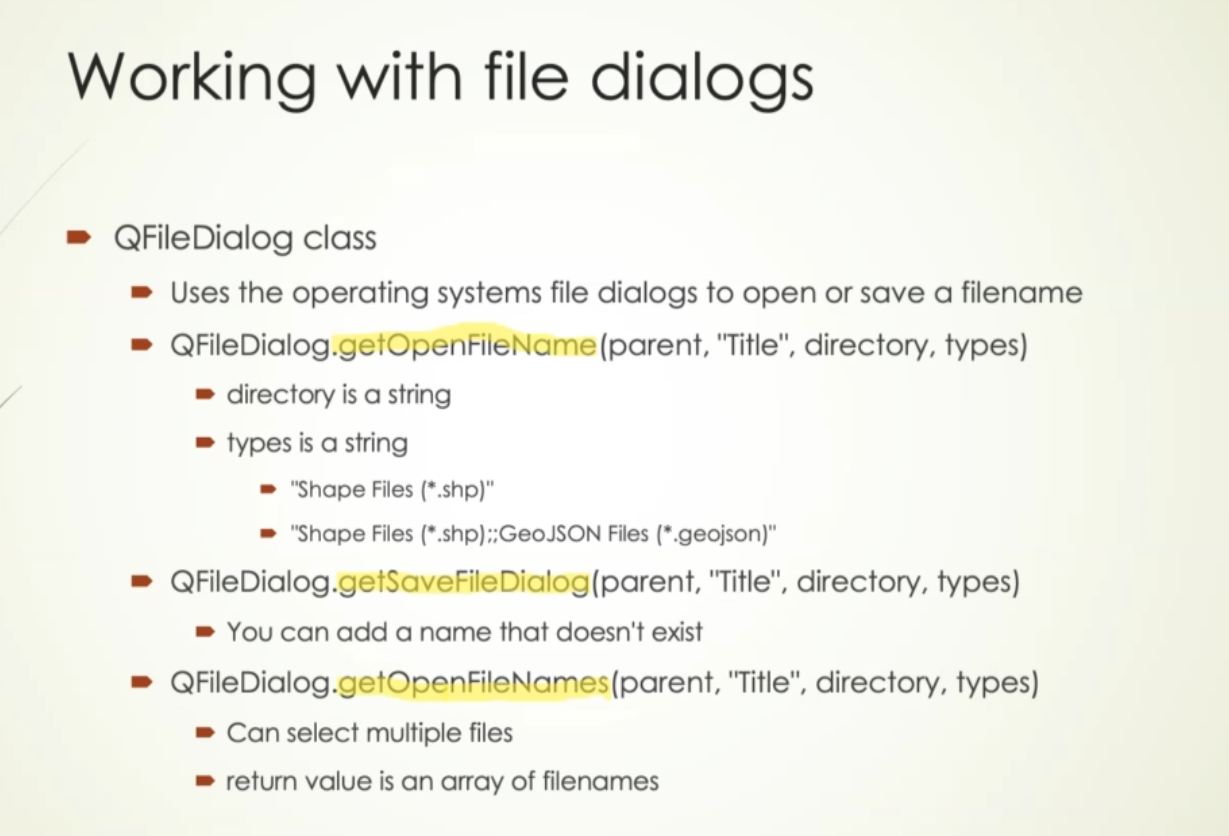 Working with file dialogs
QFileDialog class
Uses the operating systems file dialogs to open or save a filename
QFileDialog.getOpenFileName(parent, "Title", directory, types)
directory is a string
types is a string
"Shape Files (*.shp)"
"Shape Files (*.shp);;GeoJSON Files (*.geojson)"
QFileDialog.getSaveFileDialog(parent, "Title", directory, types)
You can add a name that doesn't exist
QFileDialog.getOpenFileNames(parent, "Title", directory, types)
Can select multiple files
return value is an array of filenames